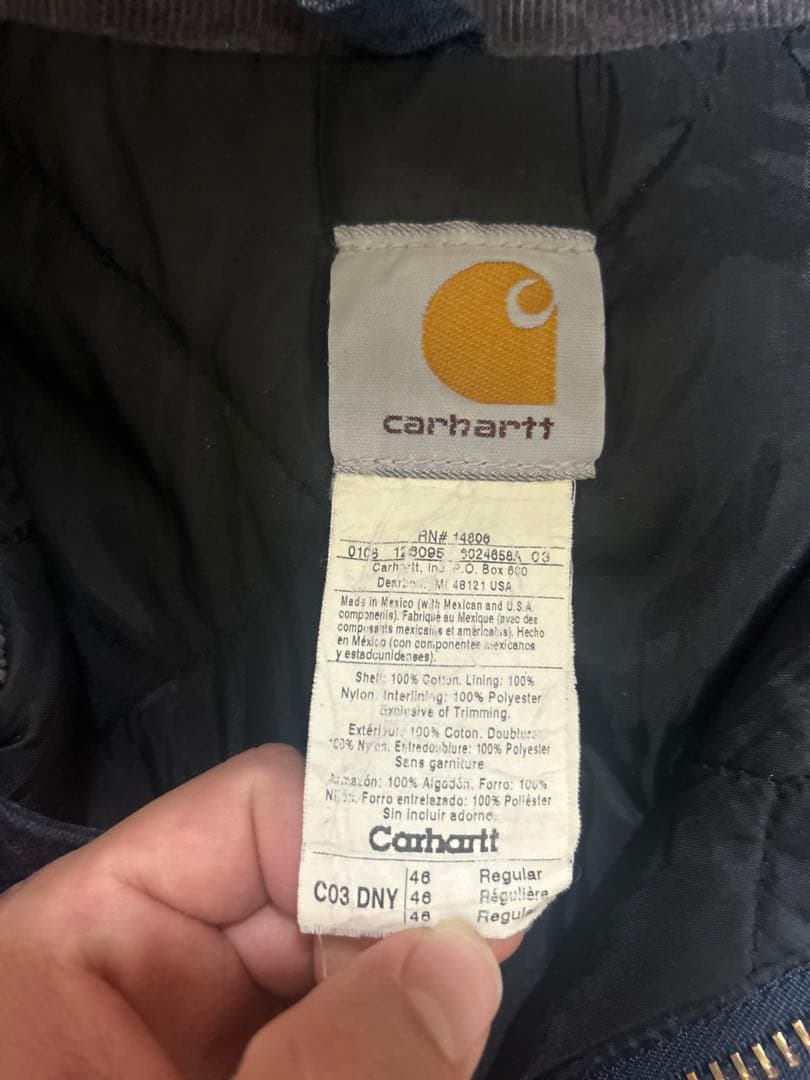 carhartt
RN# 14806
0108 3024658A 03
Carhartt, Inc. P.O. Box 600
Dearborn, MI 48121 USA
Made in Mexico (with Mexican and U.S.A.
components). Fabriqué au Mexique (avec des
composants mexicains et américains). Hecho
en México (con componentes mexicanos
y estadounidenses).
Shell: 100% Cotton. Lining: 100%
Nylon. Interlining: 100% Polyester
Exclusive of Trimming.
Extérieur: 100% Coton. Doublure:
100% Nylon. Entredoublure: 100% Polyester
Sans garniture
Armazón: 100% Algodón. Forro: 100%
Nilón. Forro entrelazado: 100% Poliéster
Sin incluir adorno.
Carhartt
C03 DNY
46 Regular
46 Régulière
46 Regular